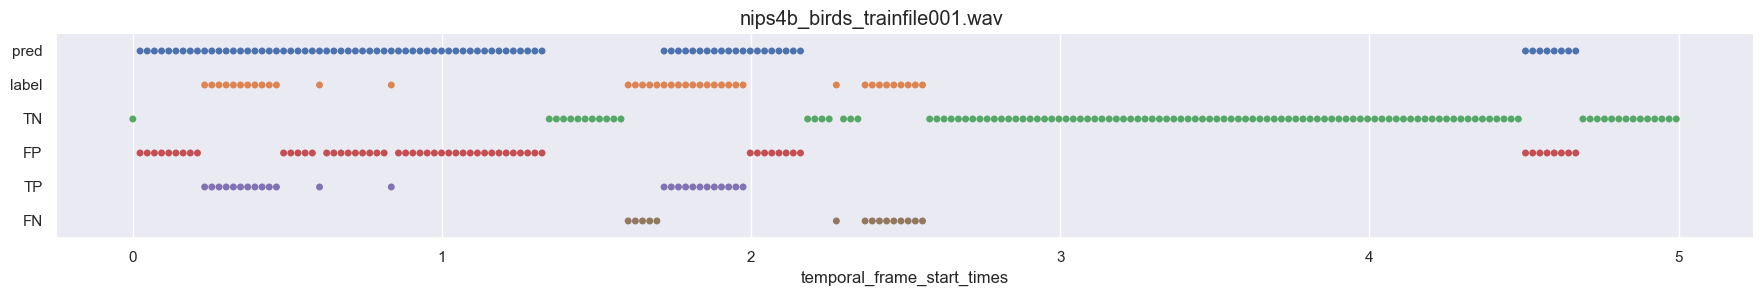 nips4b_birds_trainfile001.wav
pred
label
TN
FP
TP
FN
0 1 2 3 4 5
temporal_frame_start_times